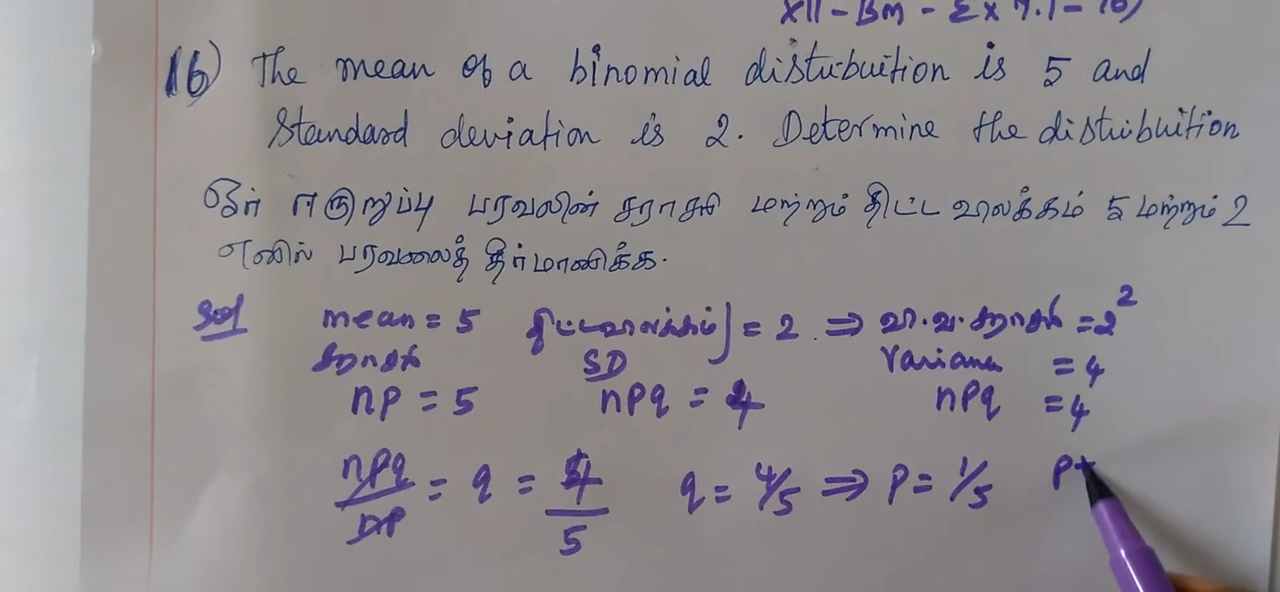 XII - BM - Ex 7.1 - 16)
16) The mean of a binomial distribuition is 5 and
Standard deviation is 2. Determine the distribuition
ஓர் ஈருறுப்பு பரவலின் சராசரி மற்றும் திட்ட விலக்கம் 5 மற்றும் 2
எனில் பரவலைத் தீர்மானிக்க.
Sol mean = 5 திட்டவிலக்கம் } = 2 ⇒ வி.வ.சராசரி = 2²
சராசரி SD Variance = 4
np = 5 npq = 4 npq = 4
npq/np = q = 4/5 q = 4/5 ⇒ p = 1/5 p+